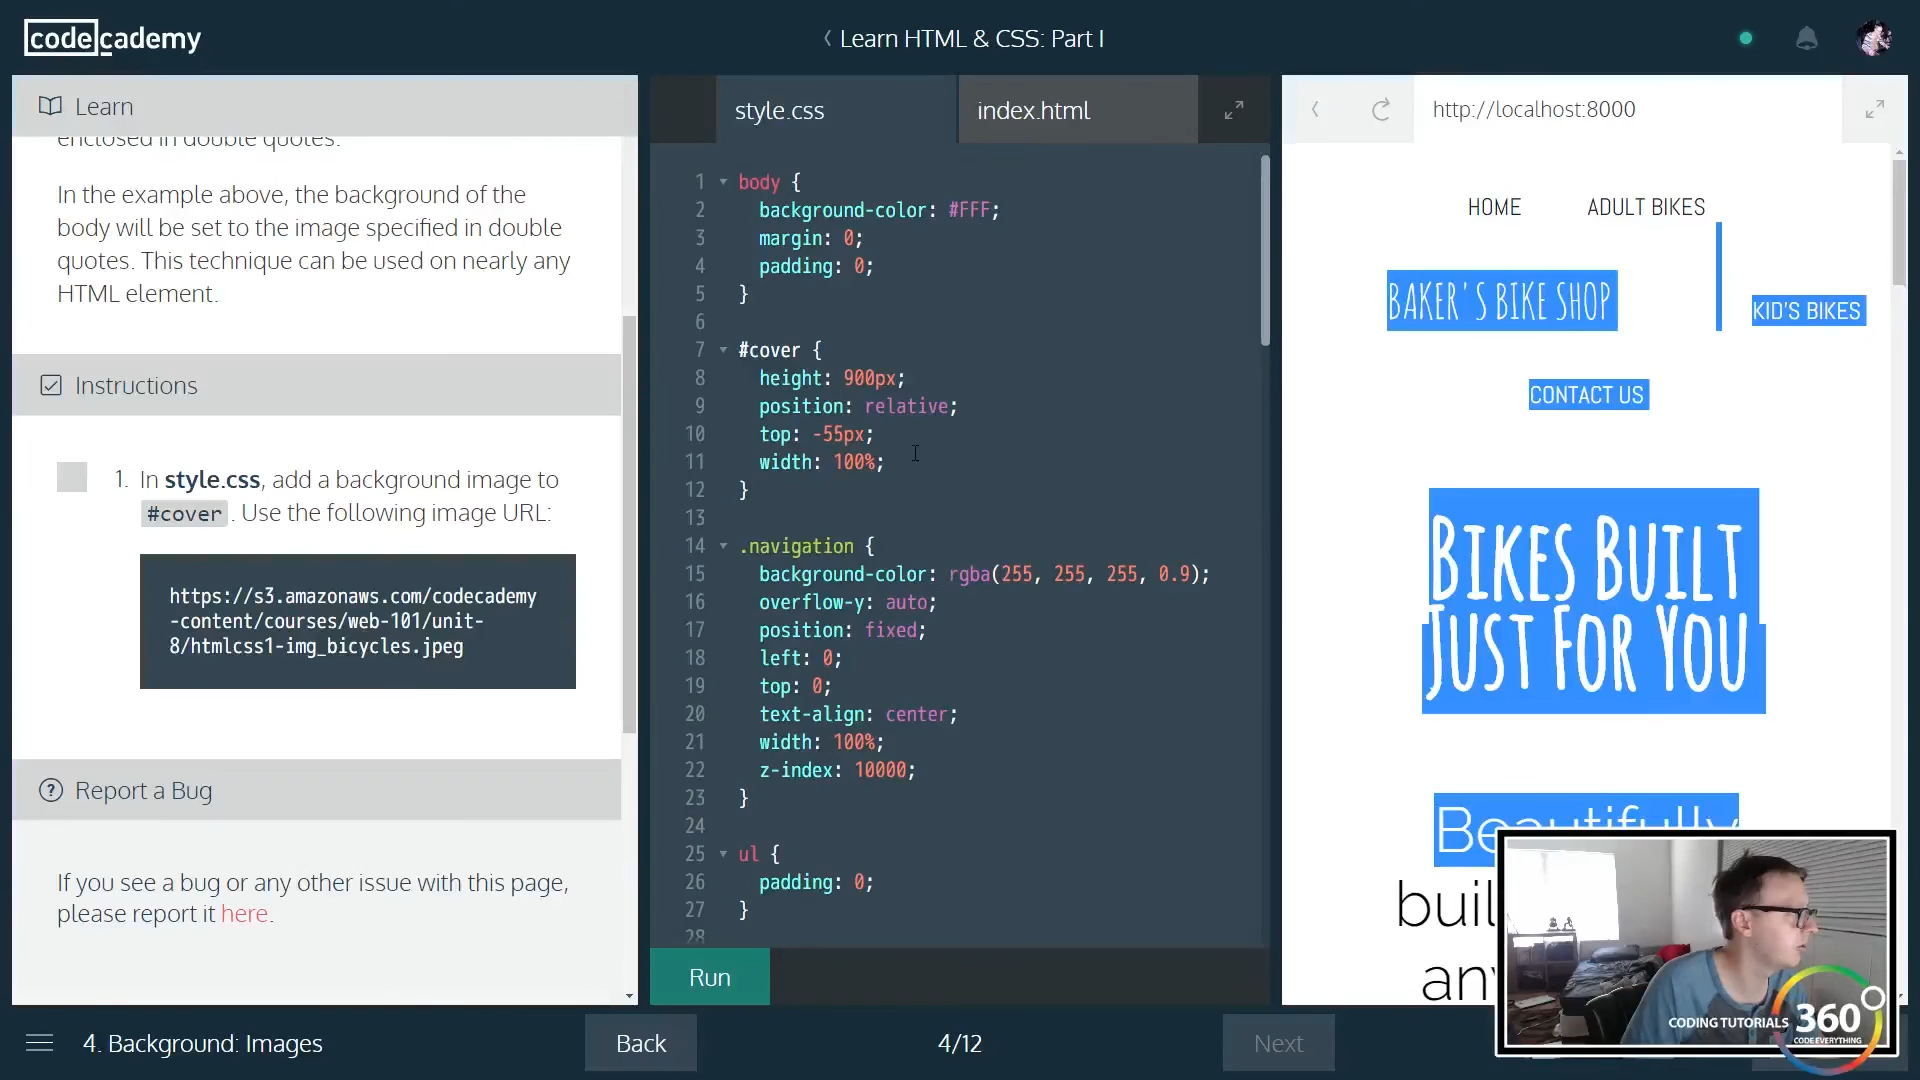 codecademy
Learn HTML & CSS: Part I
Learn
enclosed in double quotes.
In the example above, the background of the
body will be set to the image specified in double
quotes. This technique can be used on nearly any
HTML element.
Instructions
1. In style.css, add a background image to
#cover . Use the following image URL:
https://s3.amazonaws.com/codecademy
-content/courses/web-101/unit-
8/htmlcss1-img_bicycles.jpeg
Report a Bug
If you see a bug or any other issue with this page,
please report it here.
style.css
index.html
1 body {
2 background-color: #FFF;
3 margin: 0;
4 padding: 0;
5 }
6
7 #cover {
8 height: 900px;
9 position: relative;
10 top: -55px;
11 width: 100%;
12 }
13
14 .navigation {
15 background-color: rgba(255, 255, 255, 0.9);
16 overflow-y: auto;
17 position: fixed;
18 left: 0;
19 top: 0;
20 text-align: center;
21 width: 100%;
22 z-index: 10000;
23 }
24
25 ul {
26 padding: 0;
27 }
28
Run
http://localhost:8000
HOME
ADULT BIKES
BAKER'S BIKE SHOP
KID'S BIKES
CONTACT US
BIKES BUILT
JUST FOR YOU
Beautifully
CODING TUTORIALS 360°
CODE EVERYTHING
4. Background: Images
Back
4/12
Next